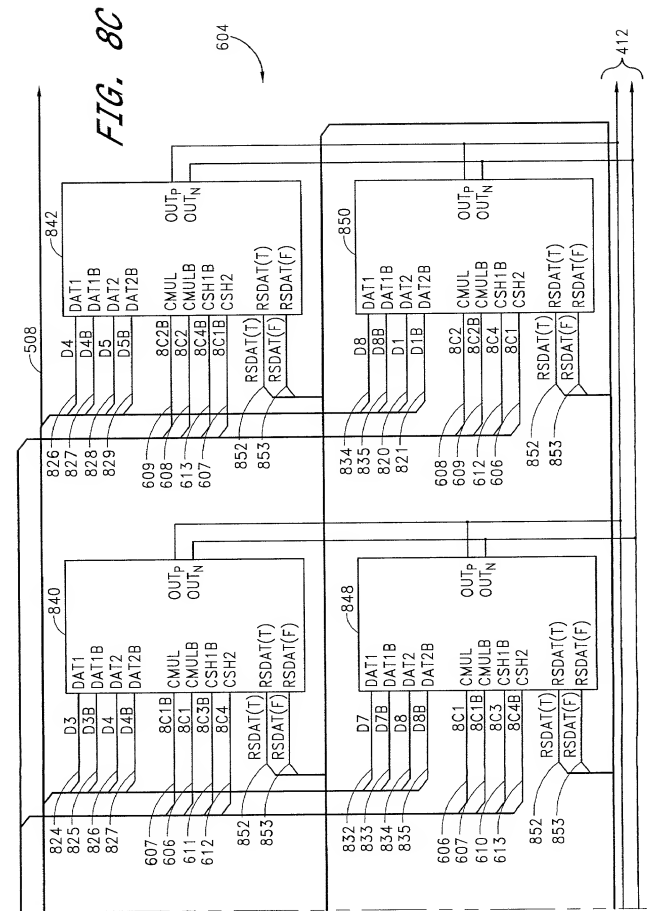 FIG. 8C
604
508
412
842
826 D4 DAT1
827 D4B DAT1B
828 D5 DAT2
829 D5B DAT2B
609 8C2B CMUL
608 8C2 CMULB
613 8C4B CSH1B
607 8C1B CSH2
852 RSDAT(T) RSDAT(T)
853 RSDAT(F) RSDAT(F)
OUTP
OUTN
850
834 D8 DAT1
835 D8B DAT1B
820 D1 DAT2
821 D1B DAT2B
608 8C2 CMUL
609 8C2B CMULB
612 8C4 CSH1B
606 8C1 CSH2
852 RSDAT(T) RSDAT(T)
853 RSDAT(F) RSDAT(F)
OUTP
OUTN
840
824 D3 DAT1
825 D3B DAT1B
826 D4 DAT2
827 D4B DAT2B
607 8C1B CMUL
606 8C1 CMULB
611 8C3B CSH1B
612 8C4 CSH2
852 RSDAT(T) RSDAT(T)
853 RSDAT(F) RSDAT(F)
OUTP
OUTN
848
832 D7 DAT1
833 D7B DAT1B
834 D8 DAT2
835 D8B DAT2B
606 8C1 CMUL
607 8C1B CMULB
610 8C3 CSH1B
613 8C4B CSH2
852 RSDAT(T) RSDAT(T)
853 RSDAT(F) RSDAT(F)
OUTP
OUTN